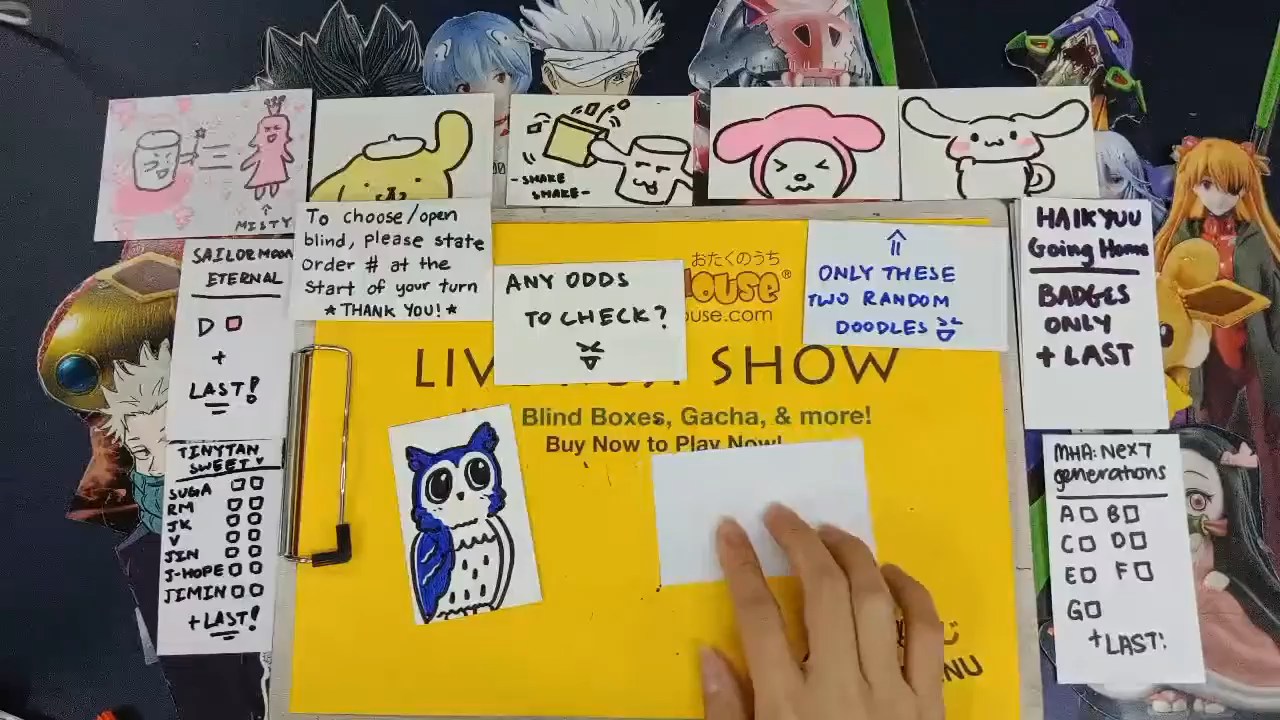 MISTY
-SHAKE
SHAKE-
To choose/open
blind, please state
Order # at the
Start of your turn
★THANK YOU!★
SAILOR MOON
ETERNAL
D
+
LAST!
TINYTAN
SWEET
SUGA
RM
JK
V
JIN
J-HOPE
JIMIN
+LAST!
ANY ODDS
TO CHECK?
おたくのうち
ouse.com
LIV SHOW
Blind Boxes, Gacha, & more!
Buy Now to Play Now!
NU
ONLY THESE
TWO RANDOM
DOODLES
HAIKYUU
Going Home
BADGES
ONLY
+ LAST
MHA: NexT
generations
A B
C D
E F
G
+LAST!